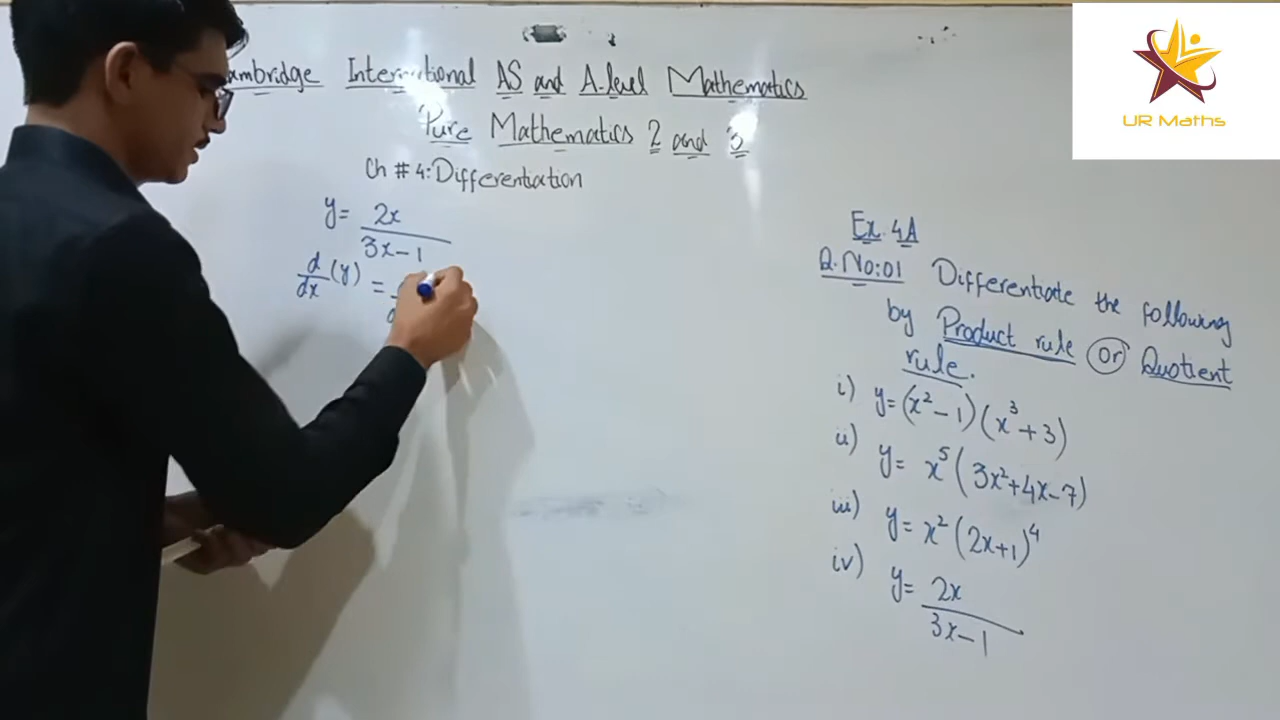 Cambridge International AS and A-level Mathematics
Pure Mathematics 2 and 3
Ch # 4: Differentiation
y = 2x
3x - 1
d/dx (y) =
Ex. 4A
Q.No:01 Differentiate the following
by Product rule or Quotient
rule.
i) y = (x² - 1)(x³ + 3)
ii) y = x⁵(3x² + 4x - 7)
iii) y = x²(2x + 1)⁴
iv) y = 2x
3x - 1
UR Maths